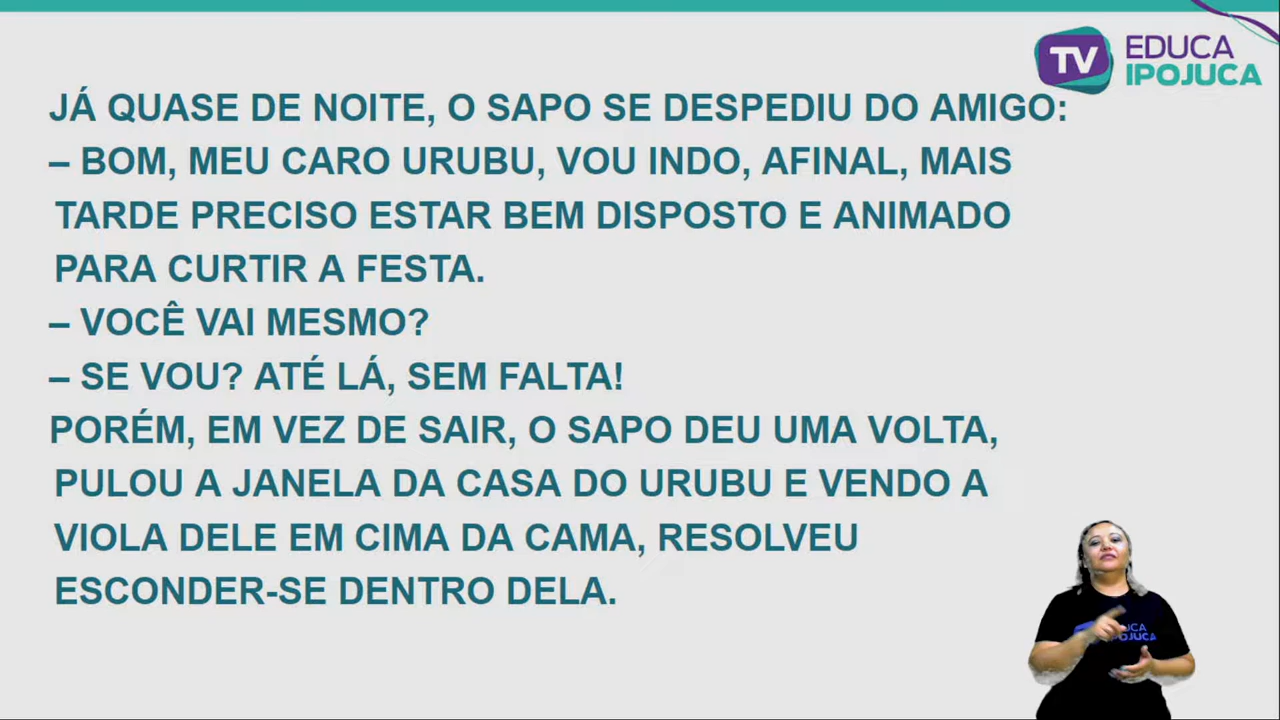 TV EDUCA
IPOJUCA
JÁ QUASE DE NOITE, O SAPO SE DESPEDIU DO AMIGO:
– BOM, MEU CARO URUBU, VOU INDO, AFINAL, MAIS
TARDE PRECISO ESTAR BEM DISPOSTO E ANIMADO
PARA CURTIR A FESTA.
– VOCÊ VAI MESMO?
– SE VOU? ATÉ LÁ, SEM FALTA!
PORÉM, EM VEZ DE SAIR, O SAPO DEU UMA VOLTA,
PULOU A JANELA DA CASA DO URUBU E VENDO A
VIOLA DELE EM CIMA DA CAMA, RESOLVEU
ESCONDER-SE DENTRO DELA.